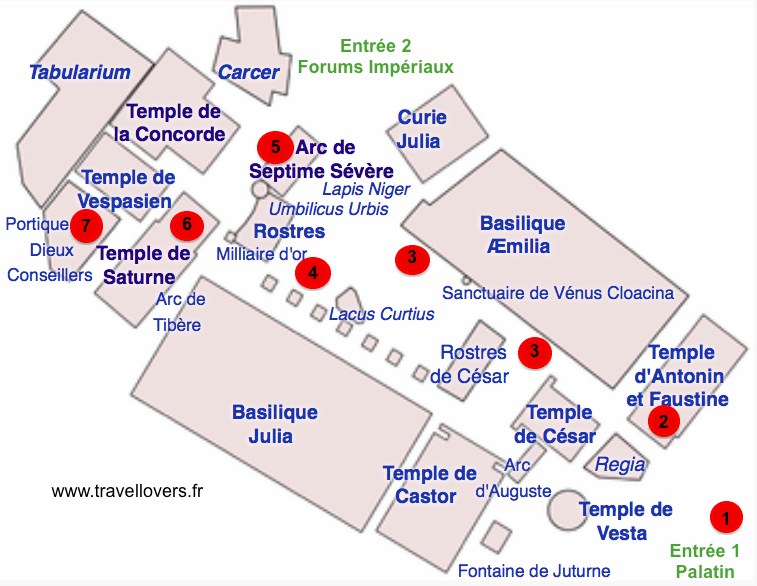 Entrée 2
Forums Impériaux
Tabularium
Carcer
Temple de
la Concorde
Curie
Julia
5
Arc de
Septime Sévère
Temple de
Vespasien
Lapis Niger
Umbilicus Urbis
Portique
Dieux
Conseillers
7
6
Rostres
Basilique
Æmilia
Temple de
Saturne
Milliaire d'or
3
4
Arc de
Tibère
Sanctuaire de Vénus Cloacina
Lacus Curtius
Rostres
de César
3
Temple
d'Antonin
et Faustine
2
Basilique
Julia
Temple
de César
Regia
Temple de
Castor
Arc
d'Auguste
www.travellovers.fr
Temple de
Vesta
1
Entrée 1
Palatin
Fontaine de Juturne